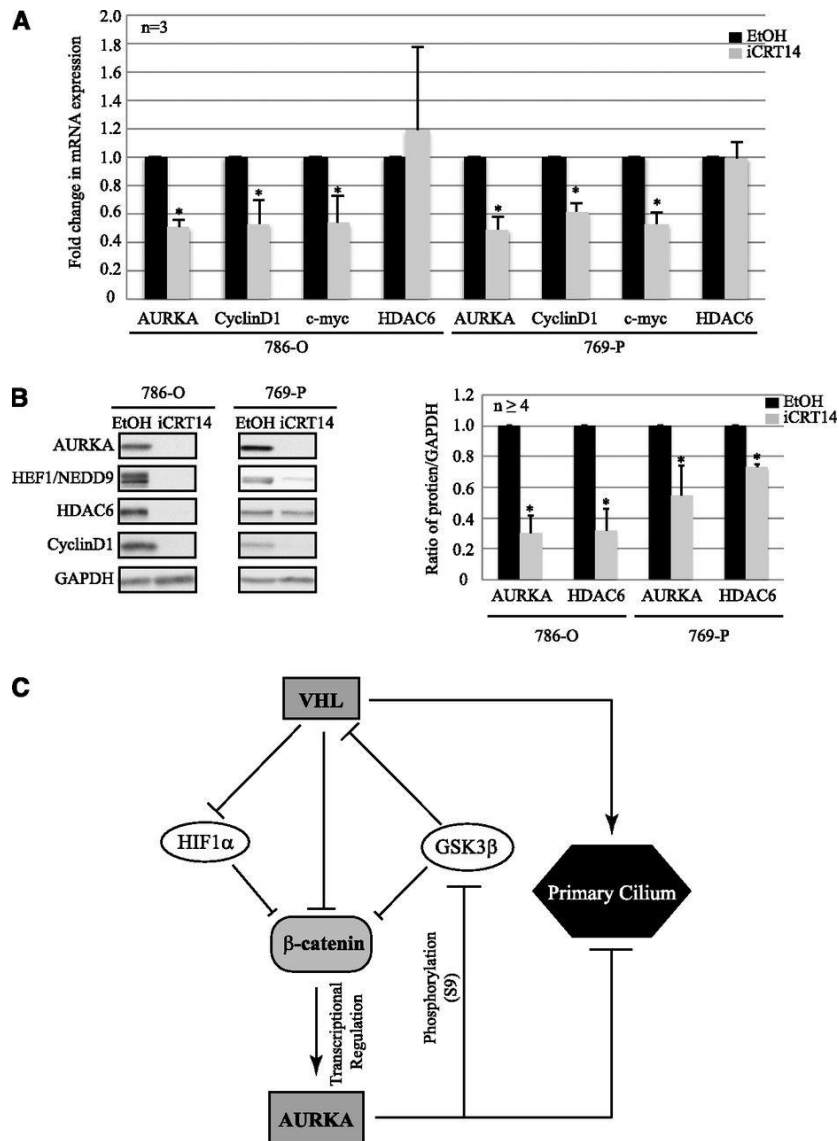 A
n=3
EtOH
iCRT14
Fold change in mRNA expression
2.0
1.8
1.6
1.4
1.2
1.0
0.8
0.6
0.4
0.2
0
* * * * * *
AURKA CyclinD1 c-myc HDAC6 AURKA CyclinD1 c-myc HDAC6
786-O 769-P
B
786-O 769-P
EtOH iCRT14 EtOH iCRT14
AURKA
HEF1/NEDD9
HDAC6
CyclinD1
GAPDH
n ≥ 4
EtOH
iCRT14
Ratio of protien/GAPDH
1.2
1.0
0.8
0.6
0.4
0.2
0
* * * *
AURKA HDAC6 AURKA HDAC6
786-O 769-P
C
VHL
HIF1α
GSK3β
Primary Cilium
β-catenin
Transcriptional
Regulation
Phosphorylation
(S9)
AURKA